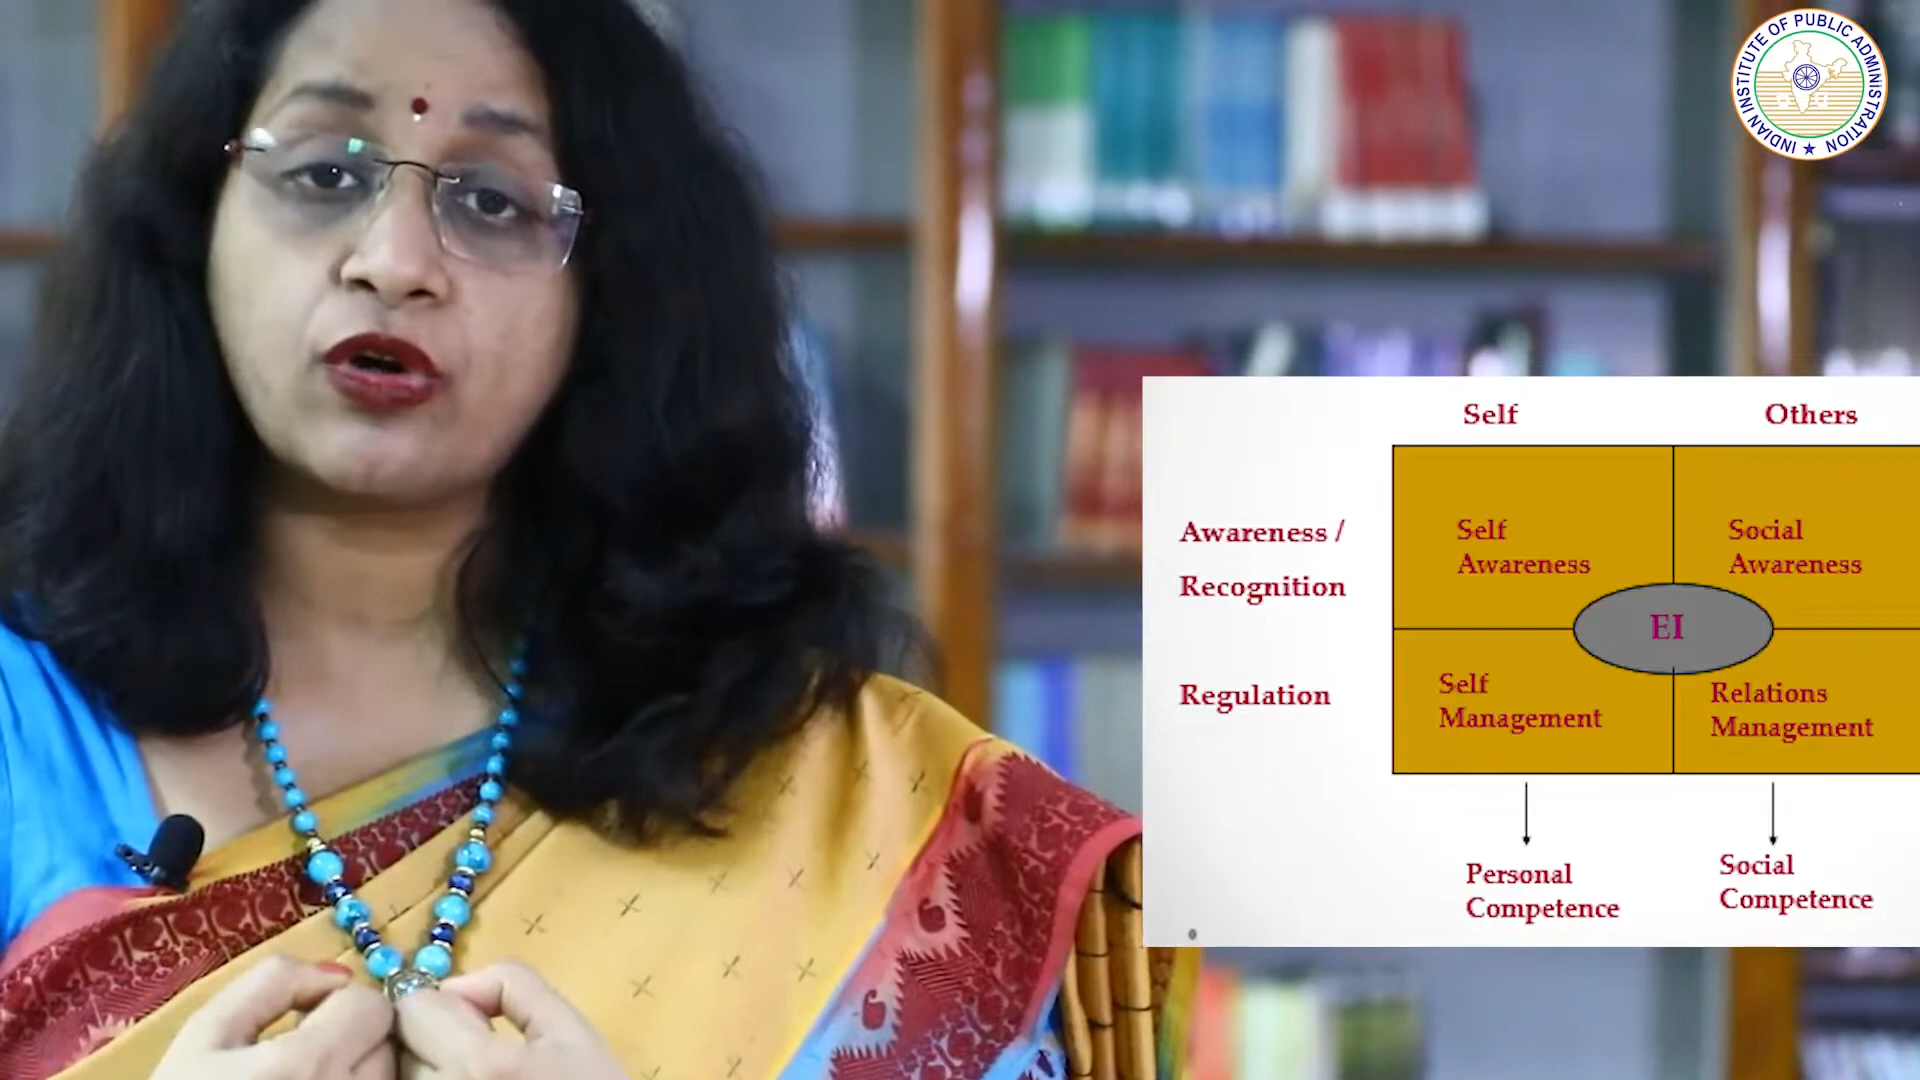 INDIAN INSTITUTE OF PUBLIC ADMINISTRATION
Self Others
Awareness /
Recognition
Self
Awareness
Social
Awareness
EI
Regulation
Self
Management
Relations
Management
Personal
Competence
Social
Competence